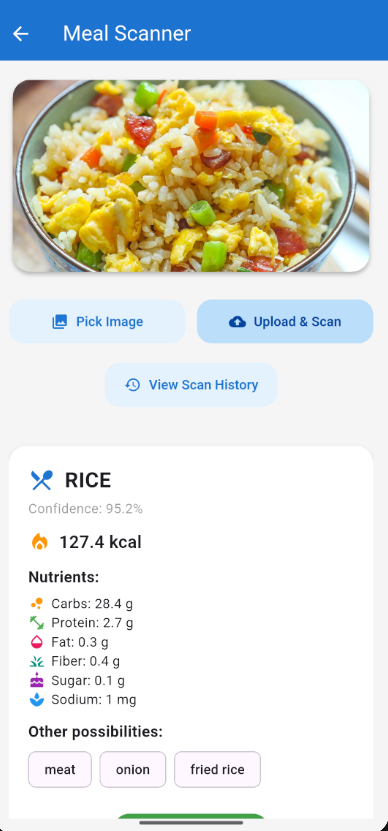 Meal Scanner
Pick Image
Upload & Scan
View Scan History
RICE
Confidence: 95.2%
127.4 kcal
Nutrients:
Carbs: 28.4 g
Protein: 2.7 g
Fat: 0.3 g
Fiber: 0.4 g
Sugar: 0.1 g
Sodium: 1 mg
Other possibilities:
meat
onion
fried rice